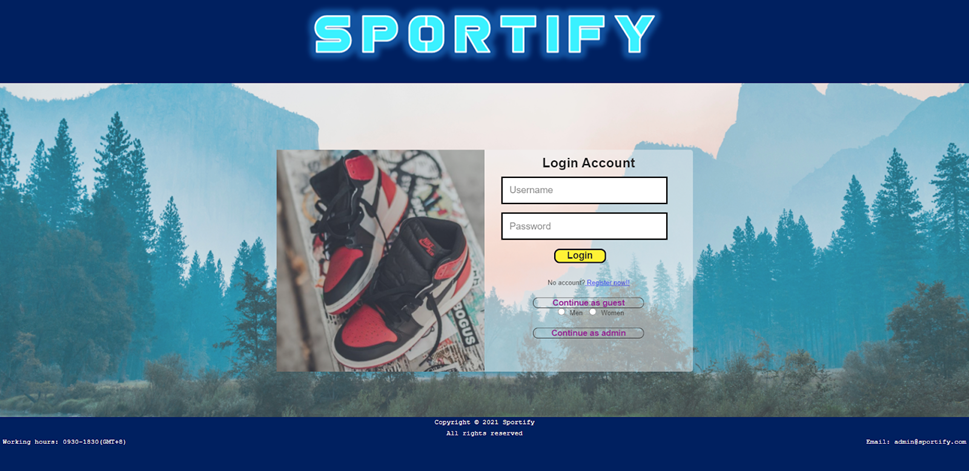 SPORTIFY
Login Account
Username
Password
Login
No account? Register now!!
Continue as guest
Men Women
Continue as admin
Copyright © 2021 Sportify
All rights reserved
Working hours: 0930-1830(GMT+8)
Email: admin@sportify.com